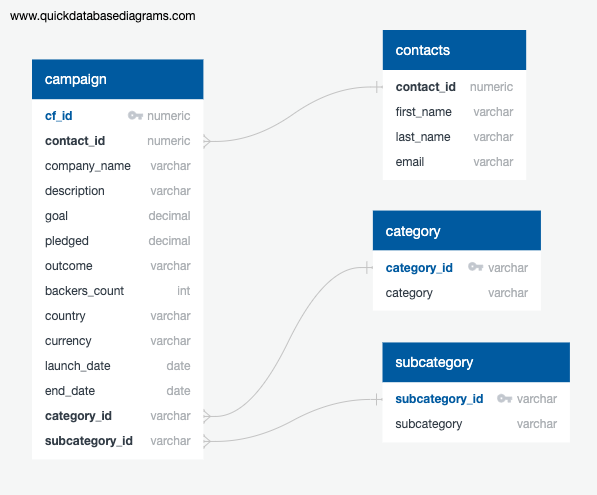 www.quickdatabasediagrams.com
campaign
cf_id numeric
contact_id numeric
company_name varchar
description varchar
goal decimal
pledged decimal
outcome varchar
backers_count int
country varchar
currency varchar
launch_date date
end_date date
category_id varchar
subcategory_id varchar
contacts
contact_id numeric
first_name varchar
last_name varchar
email varchar
category
category_id varchar
category varchar
subcategory
subcategory_id varchar
subcategory varchar